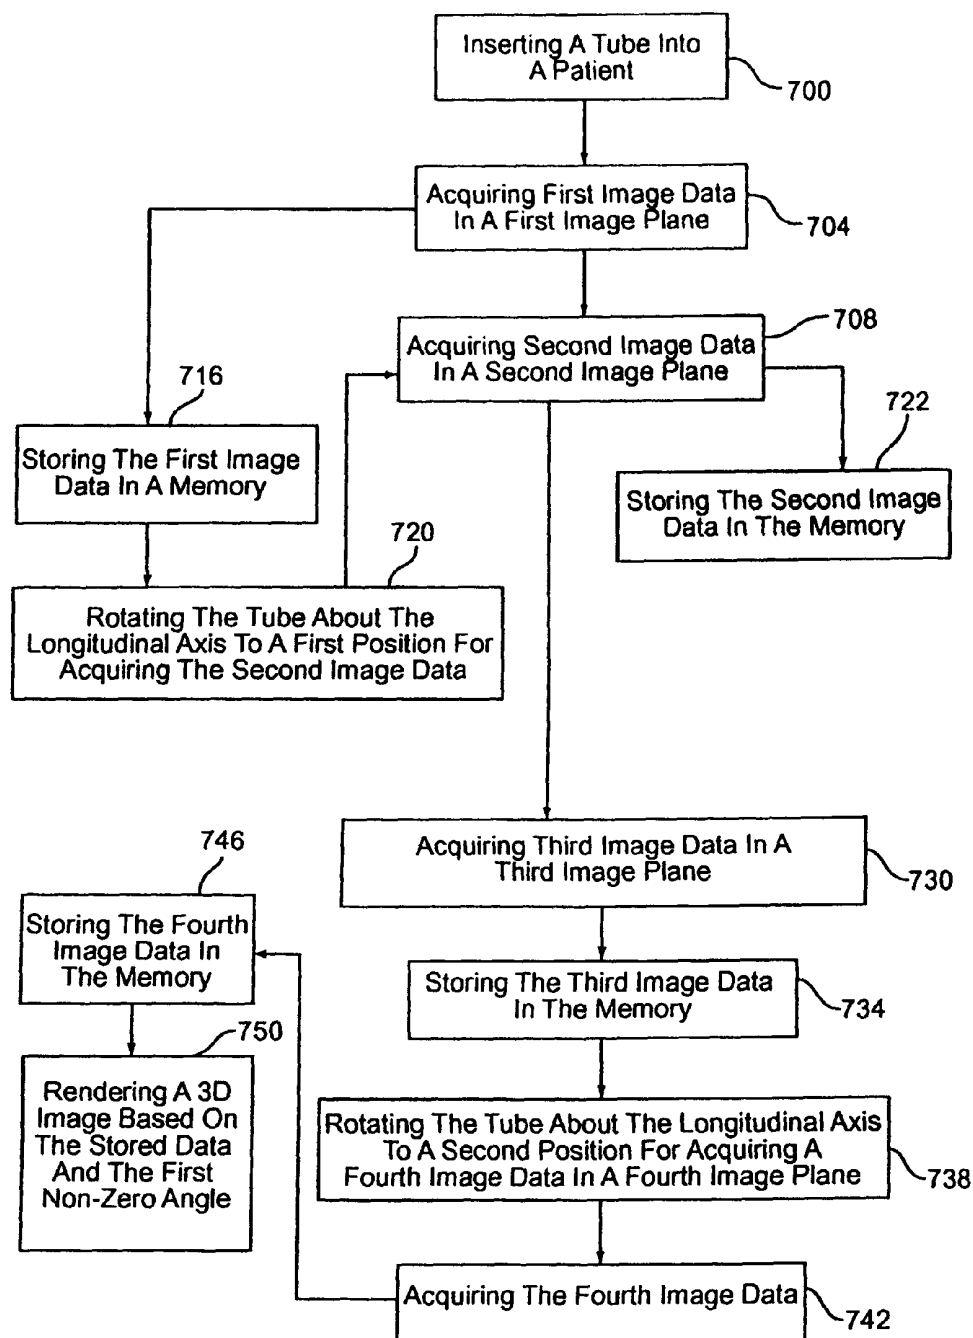 Inserting A Tube Into
A Patient
700
Acquiring First Image Data
In A First Image Plane
704
708
Acquiring Second Image Data
In A Second Image Plane
716
722
Storing The First Image
Data In A Memory
Storing The Second Image
Data In The Memory
720
Rotating The Tube About The
Longitudinal Axis To A First Position For
Acquiring The Second Image Data
Acquiring Third Image Data In A
Third Image Plane
730
746
Storing The Fourth
Image Data In
The Memory
Storing The Third Image Data
In The Memory
734
750
Rendering A 3D
Image Based On
The Stored Data
And The First
Non-Zero Angle
Rotating The Tube About The Longitudinal Axis
To A Second Position For Acquiring A
Fourth Image Data In A Fourth Image Plane
738
Acquiring The Fourth Image Data
742